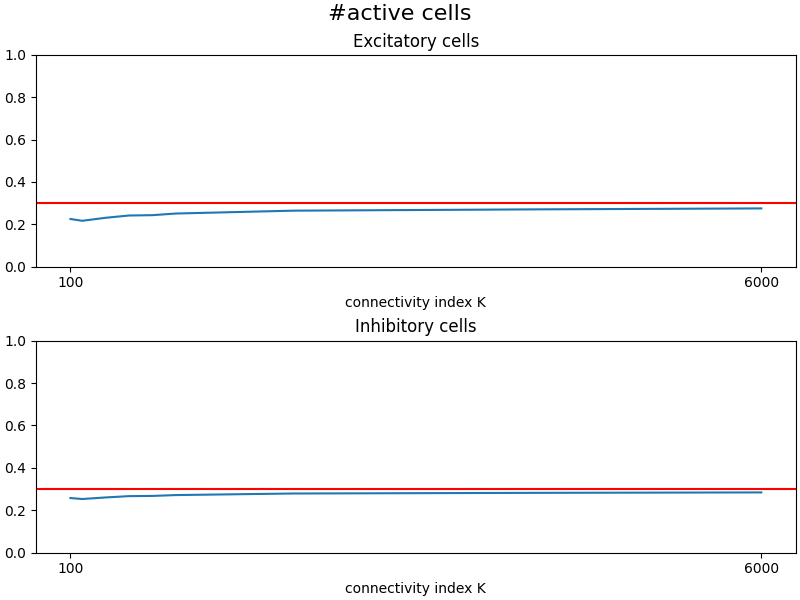 #active cells
Excitatory cells
1.0
0.8
0.6
0.4
0.2
0.0
100 6000
connectivity index K
Inhibitory cells
1.0
0.8
0.6
0.4
0.2
0.0
100 6000
connectivity index K